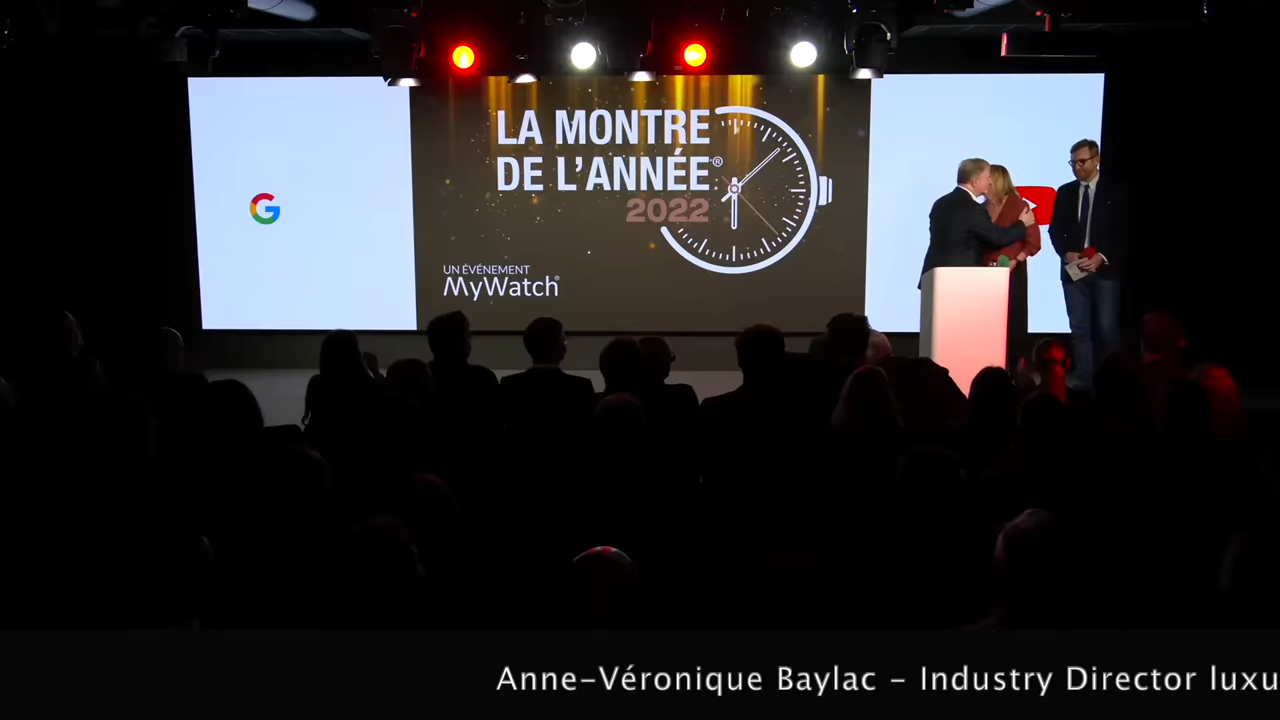 G
LA MONTRE
DE L’ANNÉE®
2022
UN ÉVÉNEMENT
MyWatch®
Anne-Véronique Baylac - Industry Director luxu